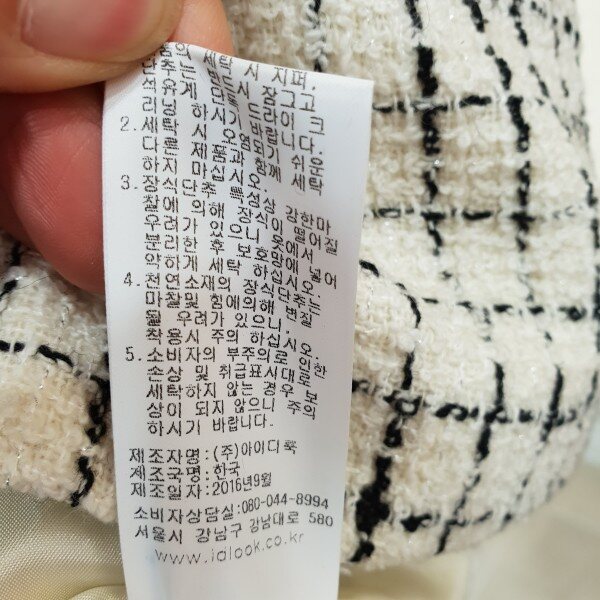 세탁 시 지퍼,
단추는 반드시 잠그고
석유계 단독 드라이 크
리닝 하시기 바랍니다.
2. 세탁 시 오염되기 쉬운
다른 제품과 함께 세탁
하지 마십시오.
3. 장식단추 특성상 강한마
찰에 의해 장식이 떨어질
우려가 있으니 옷에서
분리한 후 보호망에 넣어
약하게 세탁 하십시오.
4. 천연소재의 장식단추는
마찰및 힘에의해 변질
될 우려가 있으니,
착용시 주의 하십시오.
5. 소비자의 부주의로 인한
손상 및 취급표시대로
세탁하지 않는 경우 보
상이 되지 않으니 주의
하시기 바랍니다.
제조자명:(주)아이디룩
제조국명:한국
제조일자:2016년9월
소비자상담실:080-044-8994
서울시 강남구 강남대로 580
www.idlook.co.kr